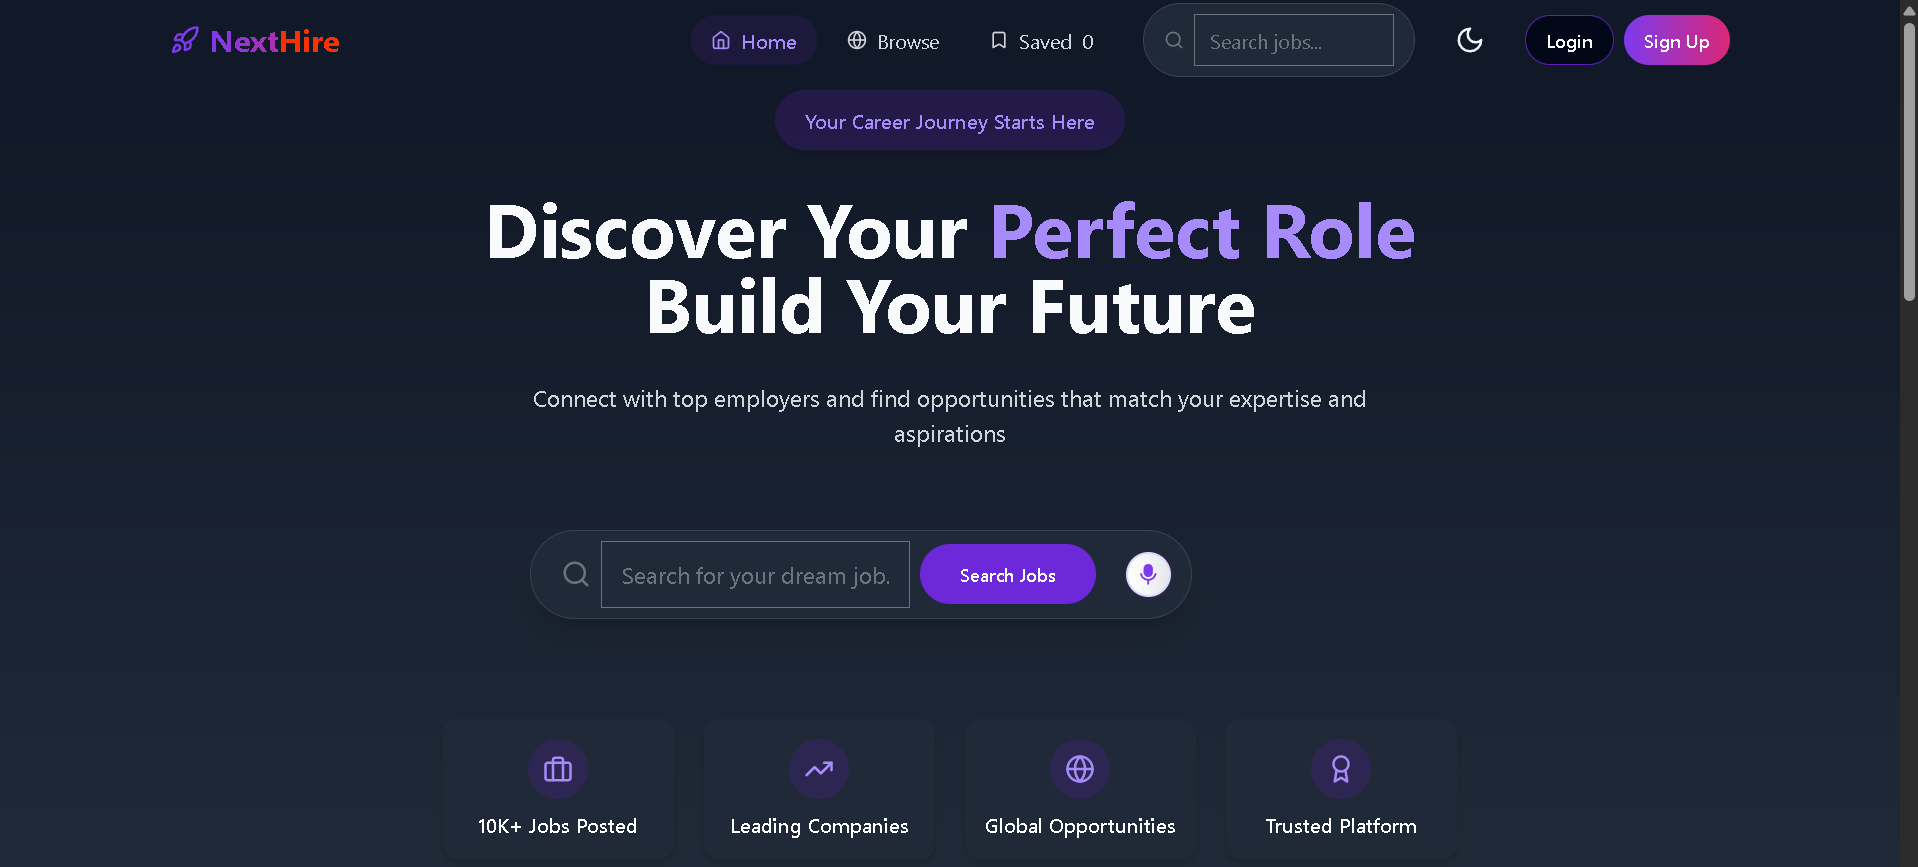 NextHire
Home
Browse
Saved 0
Search jobs...
Login
Sign Up
Your Career Journey Starts Here
Discover Your Perfect Role
Build Your Future
Connect with top employers and find opportunities that match your expertise and
aspirations
Search for your dream job.
Search Jobs
10K+ Jobs Posted
Leading Companies
Global Opportunities
Trusted Platform